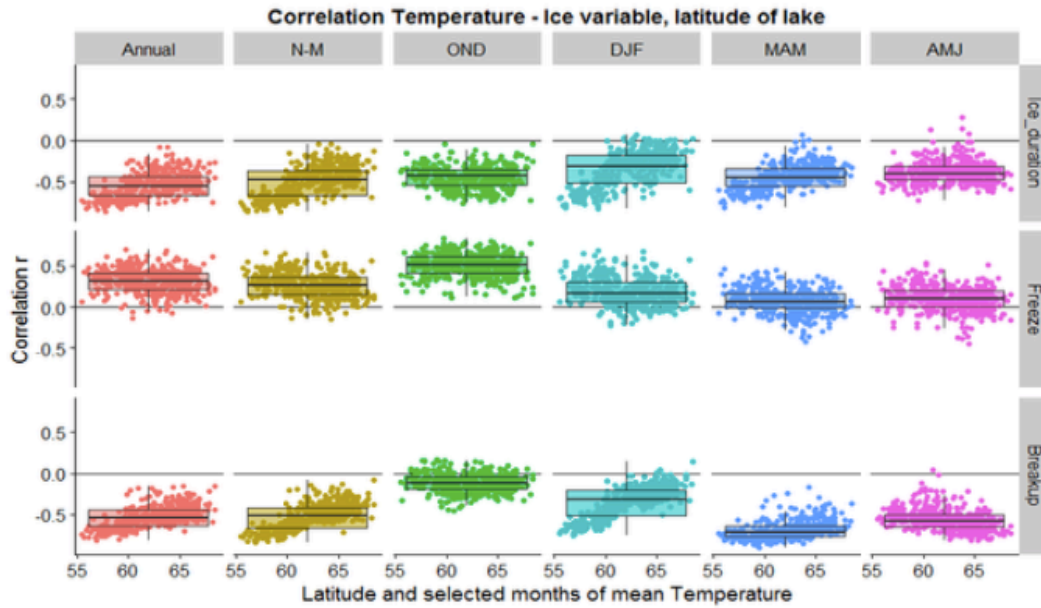 Correlation Temperature - Ice variable, latitude of lake
Annual N-M OND DJF MAM AMJ
0.5
0.0
-0.5
Ice_duration
0.5
0.0
-0.5
Freeze
0.5
0.0
-0.5
Breakup
Correlation r
55 60 65 55 60 65 55 60 65 55 60 65 55 60 65 55 60 65
Latitude and selected months of mean Temperature